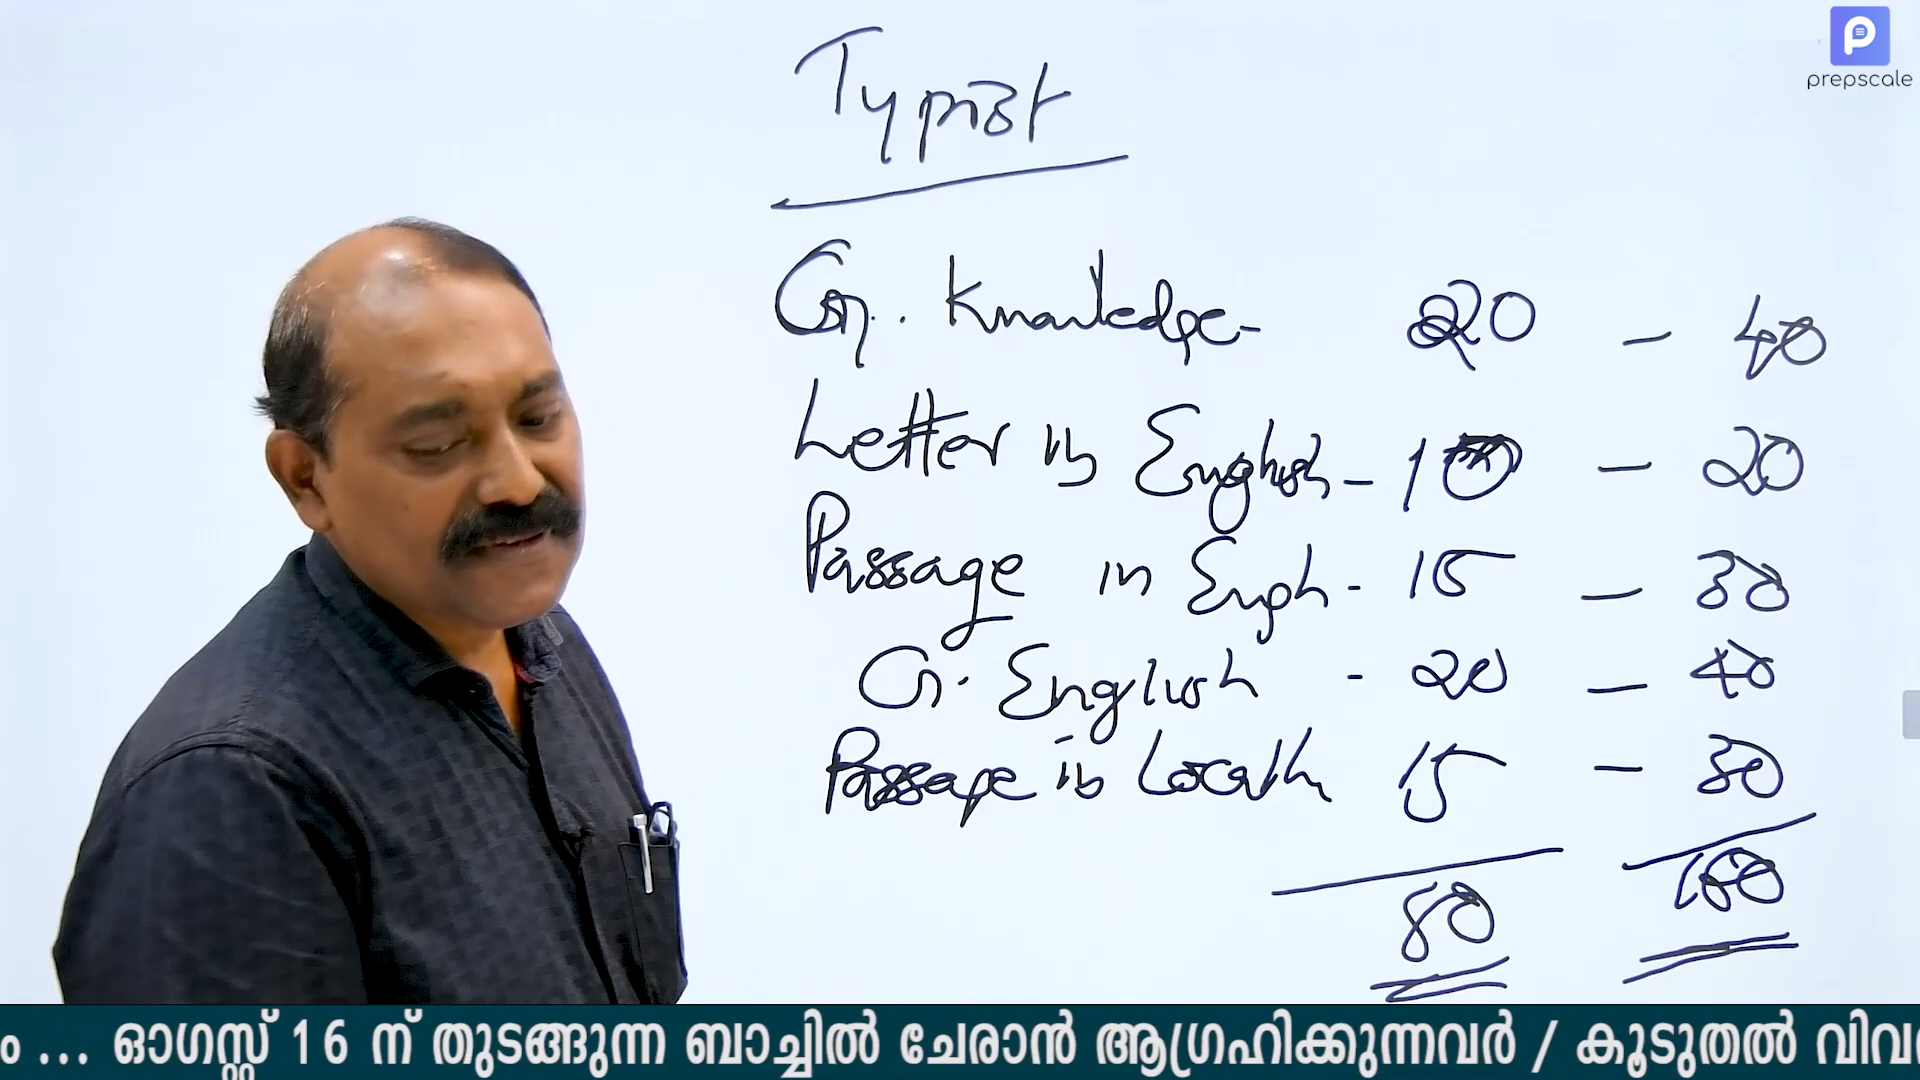 prepscale
Typist
Gn. Knowledge - 20 - 40
Letter in English - 10 - 20
Passage in Engh - 15 - 30
G. English - 20 - 40
Passage in Local 15 - 30
80 160
ം ... ഓഗസ്റ്റ് 16 ന് തുടങ്ങുന്ന ബാച്ചിൽ ചേരാൻ ആഗ്രഹിക്കുന്നവർ / കൂടുതൽ വിവ